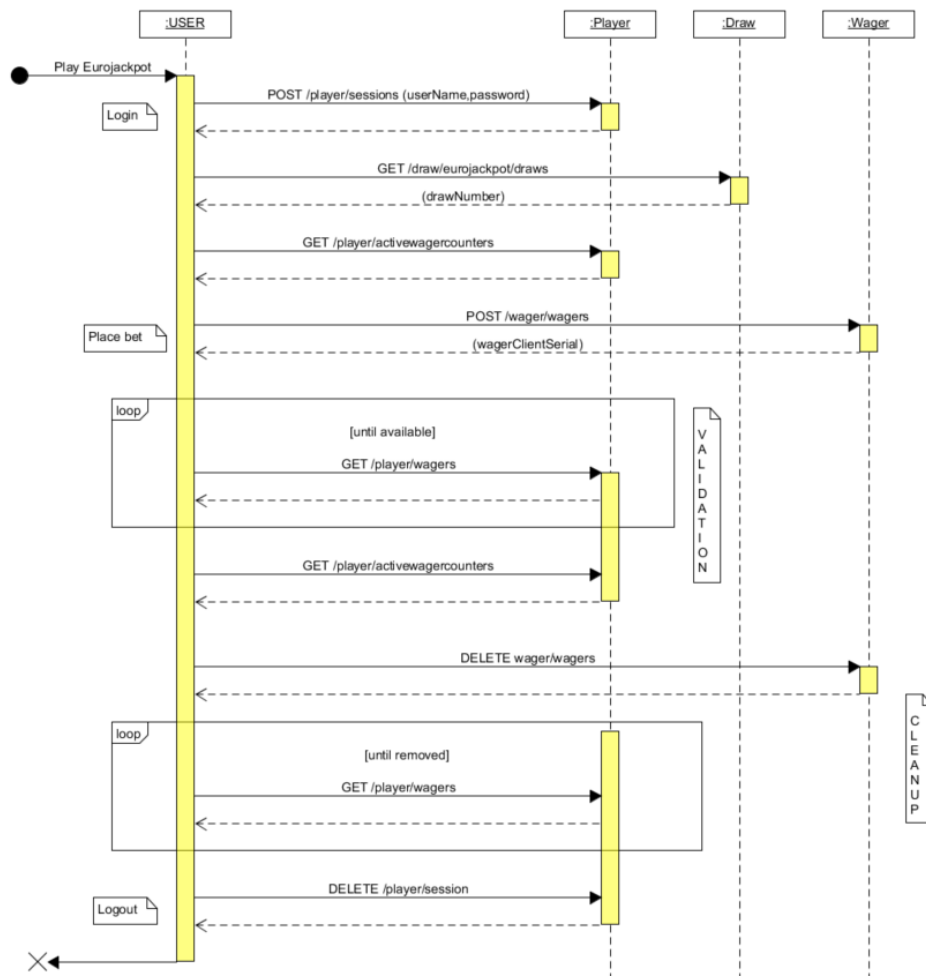 :USER
:Player
:Draw
:Wager
Play Eurojackpot
POST /player/sessions (userName,password)
Login
GET /draw/eurojackpot/draws
(drawNumber)
GET /player/activewagercounters
POST /wager/wagers
Place bet
(wagerClientSerial)
loop
[until available]
GET /player/wagers
VALIDATION
GET /player/activewagercounters
DELETE wager/wagers
CLEANUP
loop
[until removed]
GET /player/wagers
DELETE /player/session
Logout